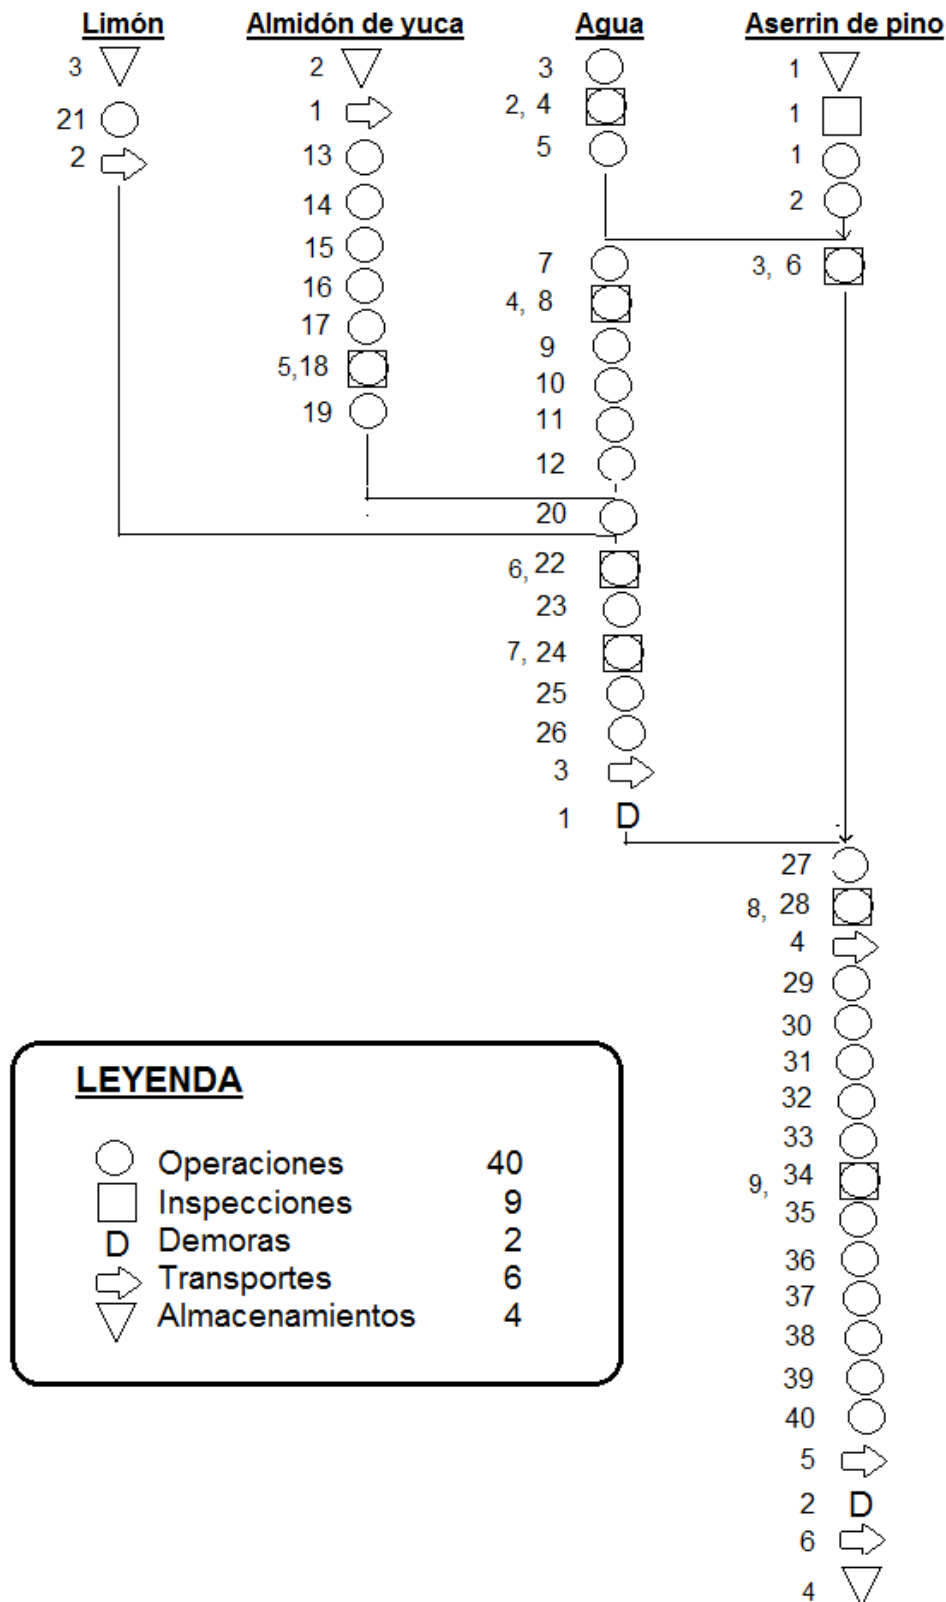 Limón Almidón de yuca Agua Aserrin de pino
3 2 3 1
21 1 2, 4 1
2 13 5 1
14 2
15 7 3, 6
16 4, 8
17 9
5,18 10
19 11
12
20
6, 22
23
7, 24
25
26
3
1 D
27
8, 28
4
29
30
31
32
33
9, 34
35
36
37
38
39
40
5
2 D
6
4
LEYENDA
Operaciones 40
Inspecciones 9
D Demoras 2
Transportes 6
Almacenamientos 4